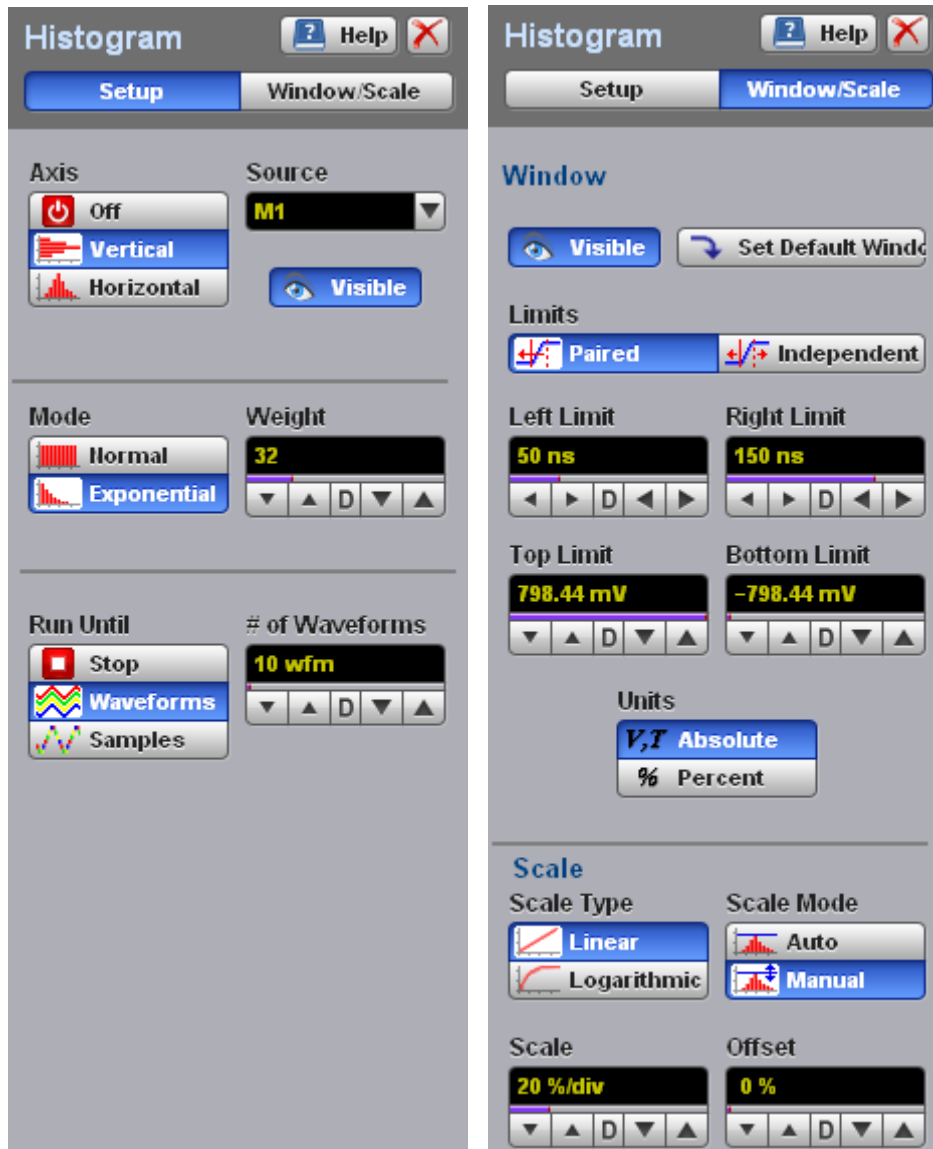 Histogram
Help
Setup
Window/Scale
Axis
Source
Off
Vertical
Horizontal
M1
Visible
Mode
Weight
Normal
Exponential
32
D
Run Until
# of Waveforms
Stop
Waveforms
Samples
10 wfm
D
Histogram
Help
Setup
Window/Scale
Window
Visible
Set Default Windo
Limits
Paired
Independent
Left Limit
Right Limit
50 ns
150 ns
D
D
Top Limit
Bottom Limit
798.44 mV
-798.44 mV
D
D
Units
V,T Absolute
% Percent
Scale
Scale Type
Scale Mode
Linear
Logarithmic
Auto
Manual
Scale
Offset
20 %/div
0 %
D
D